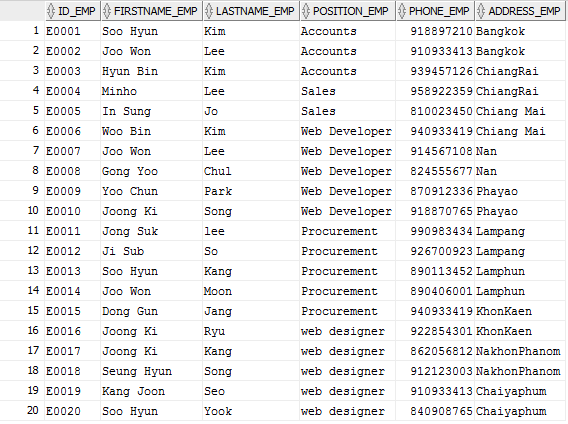 ID_EMP FIRSTNAME_EMP LASTNAME_EMP POSITION_EMP PHONE_EMP ADDRESS_EMP
1 E0001 Soo Hyun Kim Accounts 918897210 Bangkok
2 E0002 Joo Won Lee Accounts 910933413 Bangkok
3 E0003 Hyun Bin Kim Accounts 939457126 ChiangRai
4 E0004 Minho Lee Sales 958922359 ChiangRai
5 E0005 In Sung Jo Sales 810023450 Chiang Mai
6 E0006 Woo Bin Kim Web Developer 940933419 Chiang Mai
7 E0007 Joo Won Lee Web Developer 914567108 Nan
8 E0008 Gong Yoo Chul Web Developer 824555677 Nan
9 E0009 Yoo Chun Park Web Developer 870912336 Phayao
10 E0010 Joong Ki Song Web Developer 918870765 Phayao
11 E0011 Jong Suk lee Procurement 990983434 Lampang
12 E0012 Ji Sub So Procurement 926700923 Lampang
13 E0013 Soo Hyun Kang Procurement 890113452 Lamphun
14 E0014 Joo Won Moon Procurement 890406001 Lamphun
15 E0015 Dong Gun Jang Procurement 940933419 KhonKaen
16 E0016 Joong Ki Ryu web designer 922854301 KhonKaen
17 E0017 Joong Ki Kang web designer 862056812 NakhonPhanom
18 E0018 Seung Hyun Song web designer 912123003 NakhonPhanom
19 E0019 Kang Joon Seo web designer 910933413 Chaiyaphum
20 E0020 Soo Hyun Yook web designer 840908765 Chaiyaphum